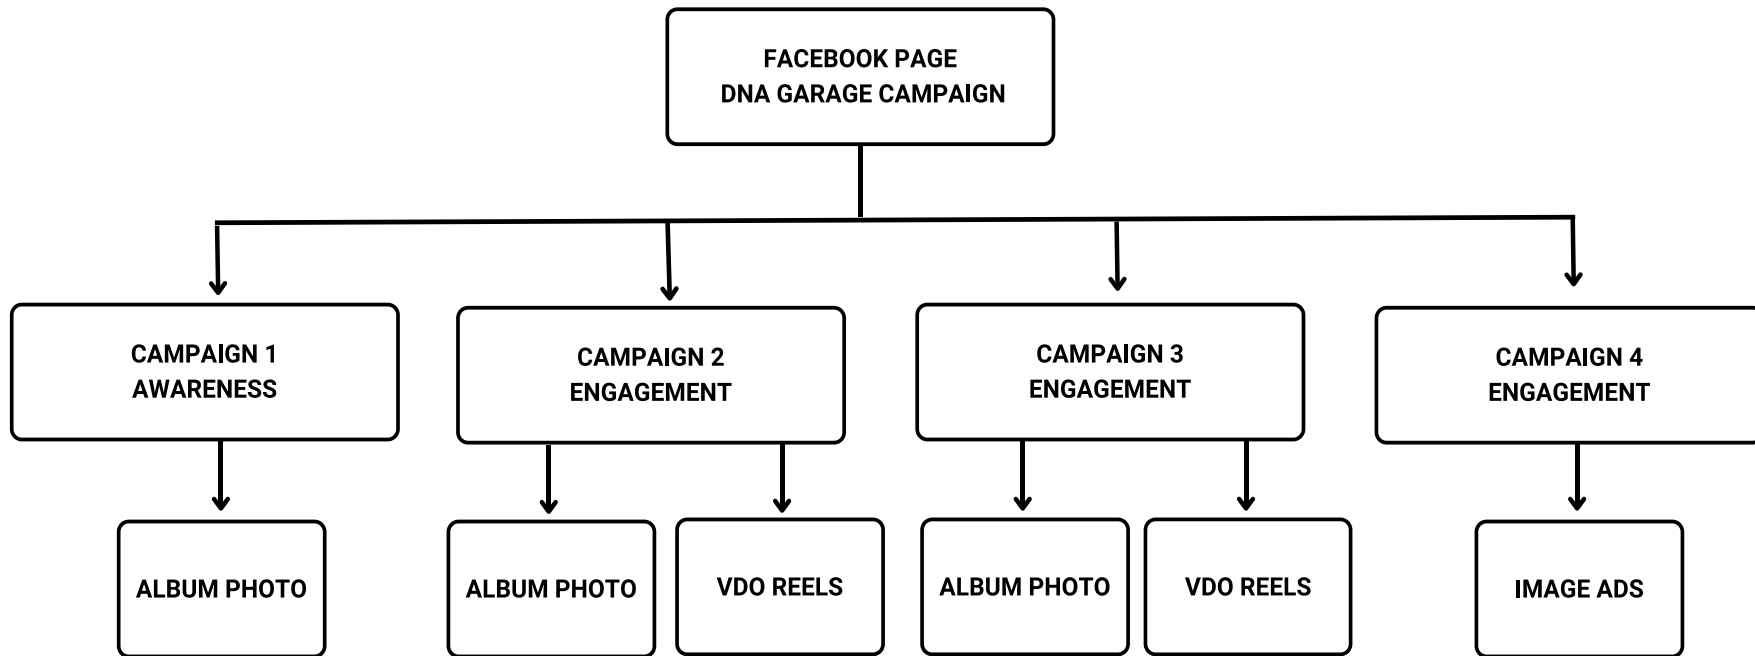 FACEBOOK PAGE
DNA GARAGE CAMPAIGN
CAMPAIGN 1
AWARENESS
CAMPAIGN 2
ENGAGEMENT
CAMPAIGN 3
ENGAGEMENT
CAMPAIGN 4
ENGAGEMENT
ALBUM PHOTO
ALBUM PHOTO
VDO REELS
ALBUM PHOTO
VDO REELS
IMAGE ADS